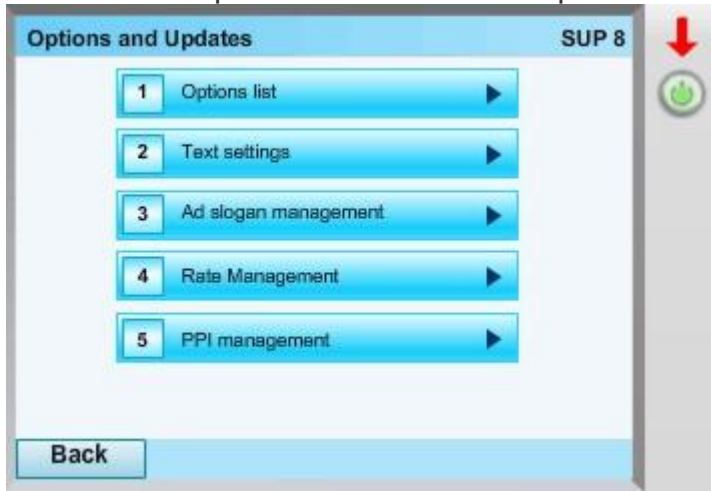 Options and Updates SUP 8
1 Options list
2 Text settings
3 Ad slogan management
4 Rate Management
5 PPI management
Back